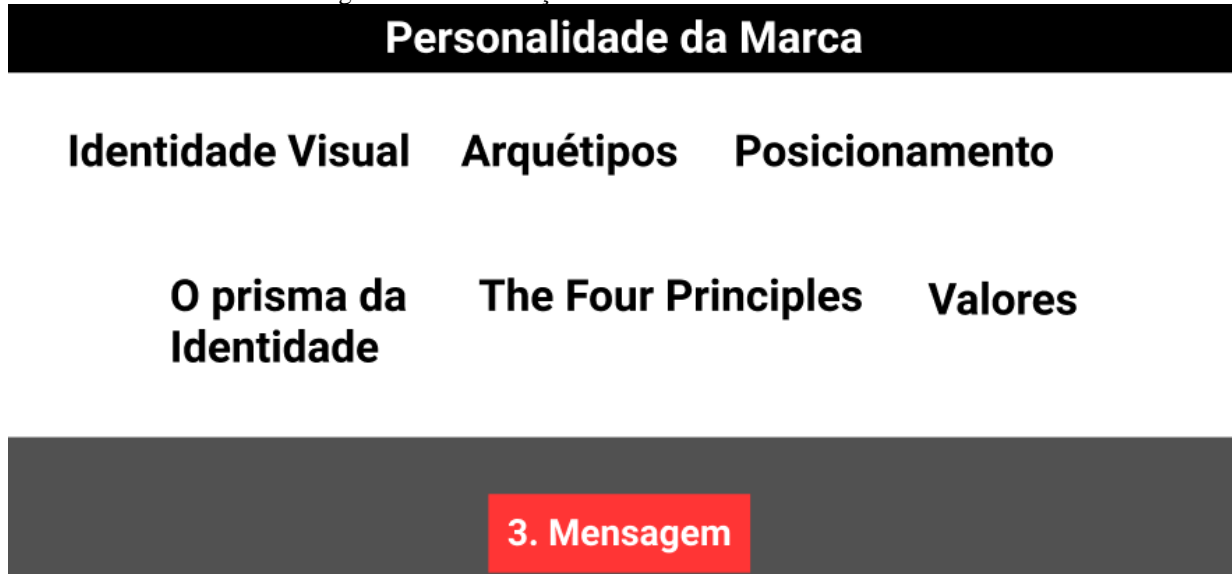 Personalidade da Marca
Identidade Visual Arquétipos Posicionamento
O prisma da The Four Principles Valores
Identidade
3. Mensagem